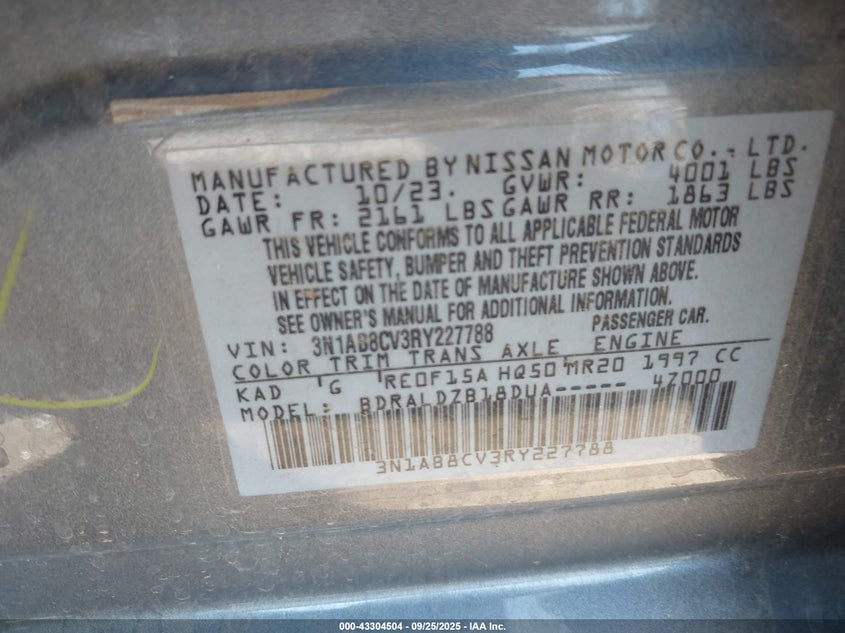 MANUFACTURED BY NISSAN MOTOR CO., LTD.
DATE: 10/23. GVWR: 4001 LBS
GAWR FR: 2161 LBS GAWR RR: 1863 LBS
THIS VEHICLE CONFORMS TO ALL APPLICABLE FEDERAL MOTOR
VEHICLE SAFETY, BUMPER AND THEFT PREVENTION STANDARDS
IN EFFECT ON THE DATE OF MANUFACTURE SHOWN ABOVE.
SEE OWNER'S MANUAL FOR ADDITIONAL INFORMATION.
VIN: 3N1AB8CV3RY227788 PASSENGER CAR.
COLOR TRIM TRANS AXLE ENGINE
KAD G RE0F15A HQ50 MR20 1997 CC
MODEL: BDRALDZB18DUA----- 4Z000
3N1AB8CV3RY227788
000-43304504 | 09/25/2025 | IAA Inc.